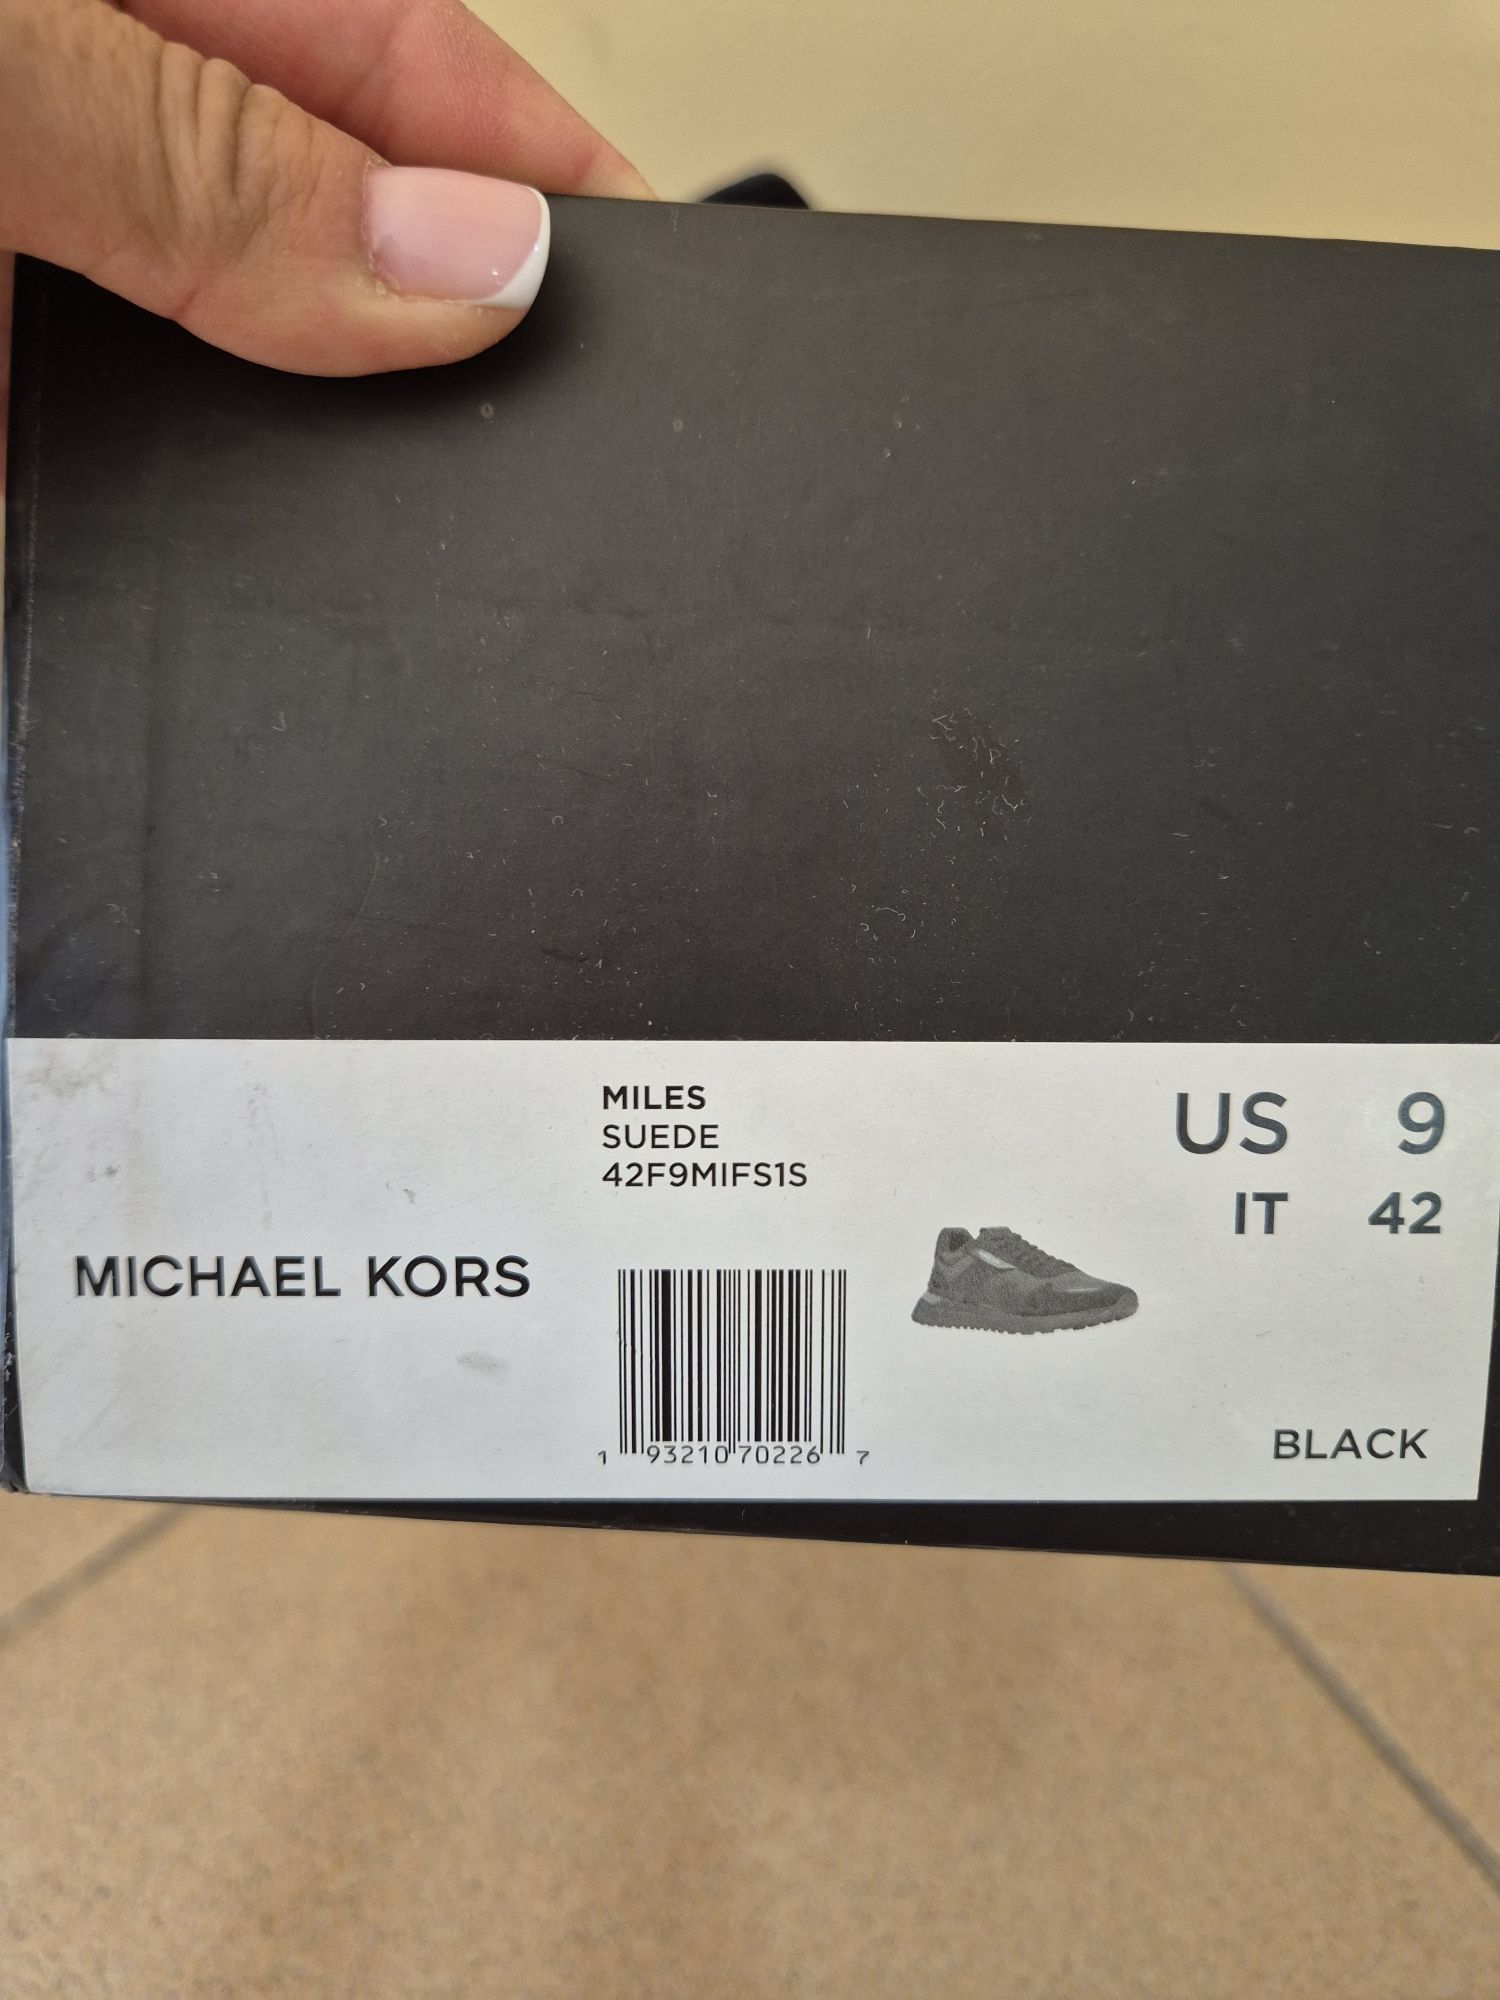 MILES
SUEDE
42F9MIFS1S
US 9
IT 42
MICHAEL KORS
1 93210 70226 7
BLACK